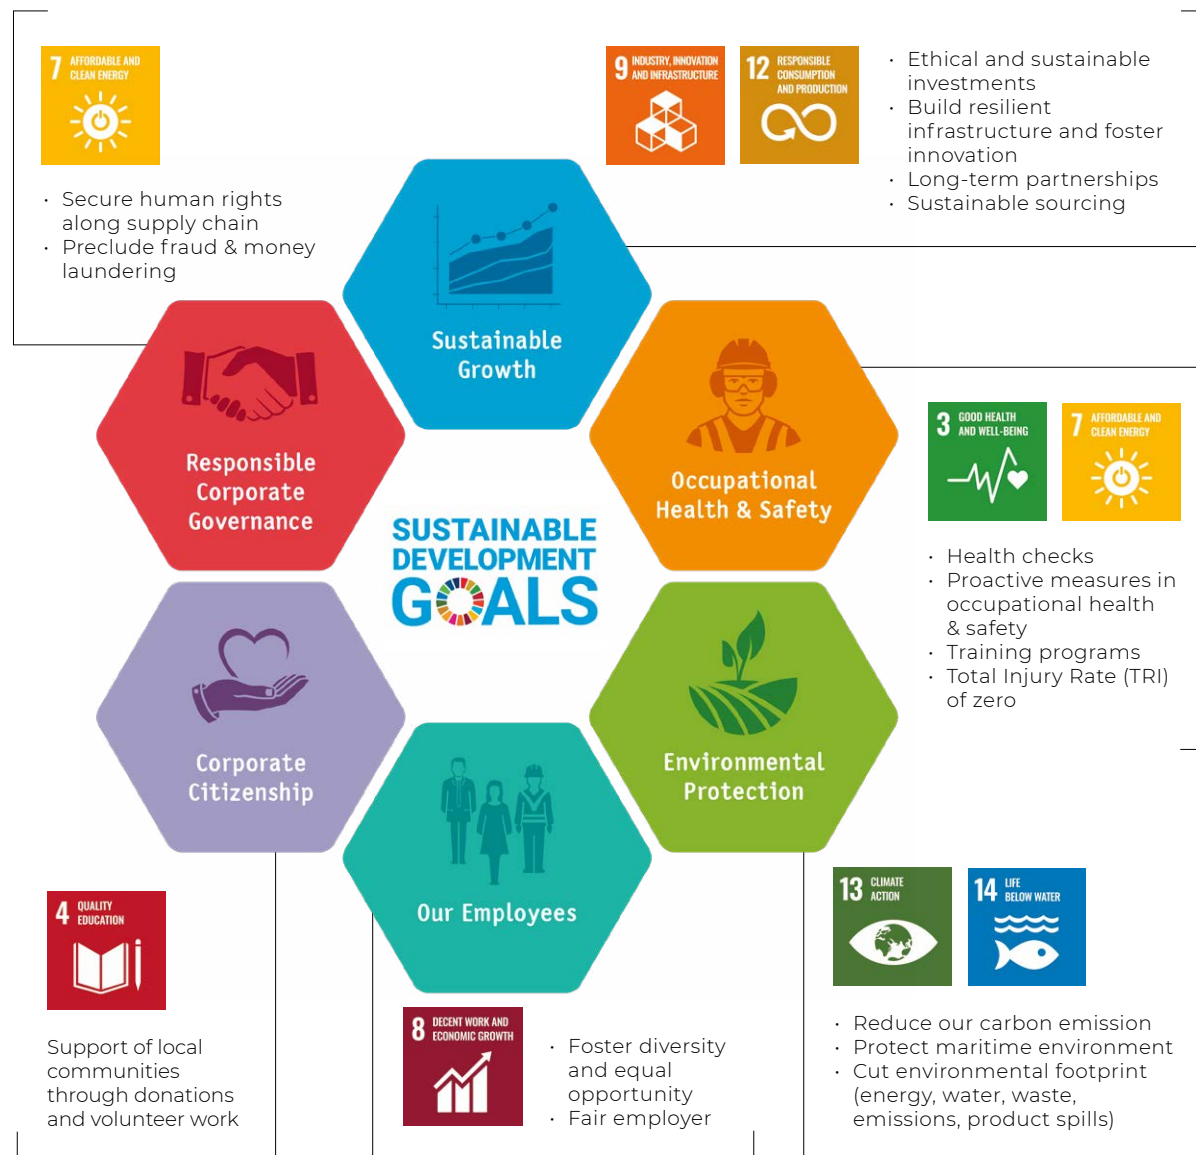 7 AFFORDABLE AND
CLEAN ENERGY
• Secure human rights
along supply chain
• Preclude fraud & money
laundering
9 INDUSTRY, INNOVATION
AND INFRASTRUCTURE
12 RESPONSIBLE
CONSUMPTION
AND PRODUCTION
• Ethical and sustainable
investments
• Build resilient
infrastructure and foster
innovation
• Long-term partnerships
• Sustainable sourcing
Sustainable
Growth
Responsible
Corporate
Governance
Occupational
Health & Safety
SUSTAINABLE
DEVELOPMENT
GOALS
3 GOOD HEALTH
AND WELL-BEING
7 AFFORDABLE AND
CLEAN ENERGY
• Health checks
• Proactive measures in
occupational health
& safety
• Training programs
• Total Injury Rate (TRI)
of zero
Corporate
Citizenship
Environmental
Protection
Our Employees
4 QUALITY
EDUCATION
Support of local
communities
through donations
and volunteer work
8 DECENT WORK AND
ECONOMIC GROWTH
• Foster diversity
and equal
opportunity
• Fair employer
13 CLIMATE
ACTION
14 LIFE
BELOW WATER
• Reduce our carbon emission
• Protect maritime environment
• Cut environmental footprint
(energy, water, waste,
emissions, product spills)